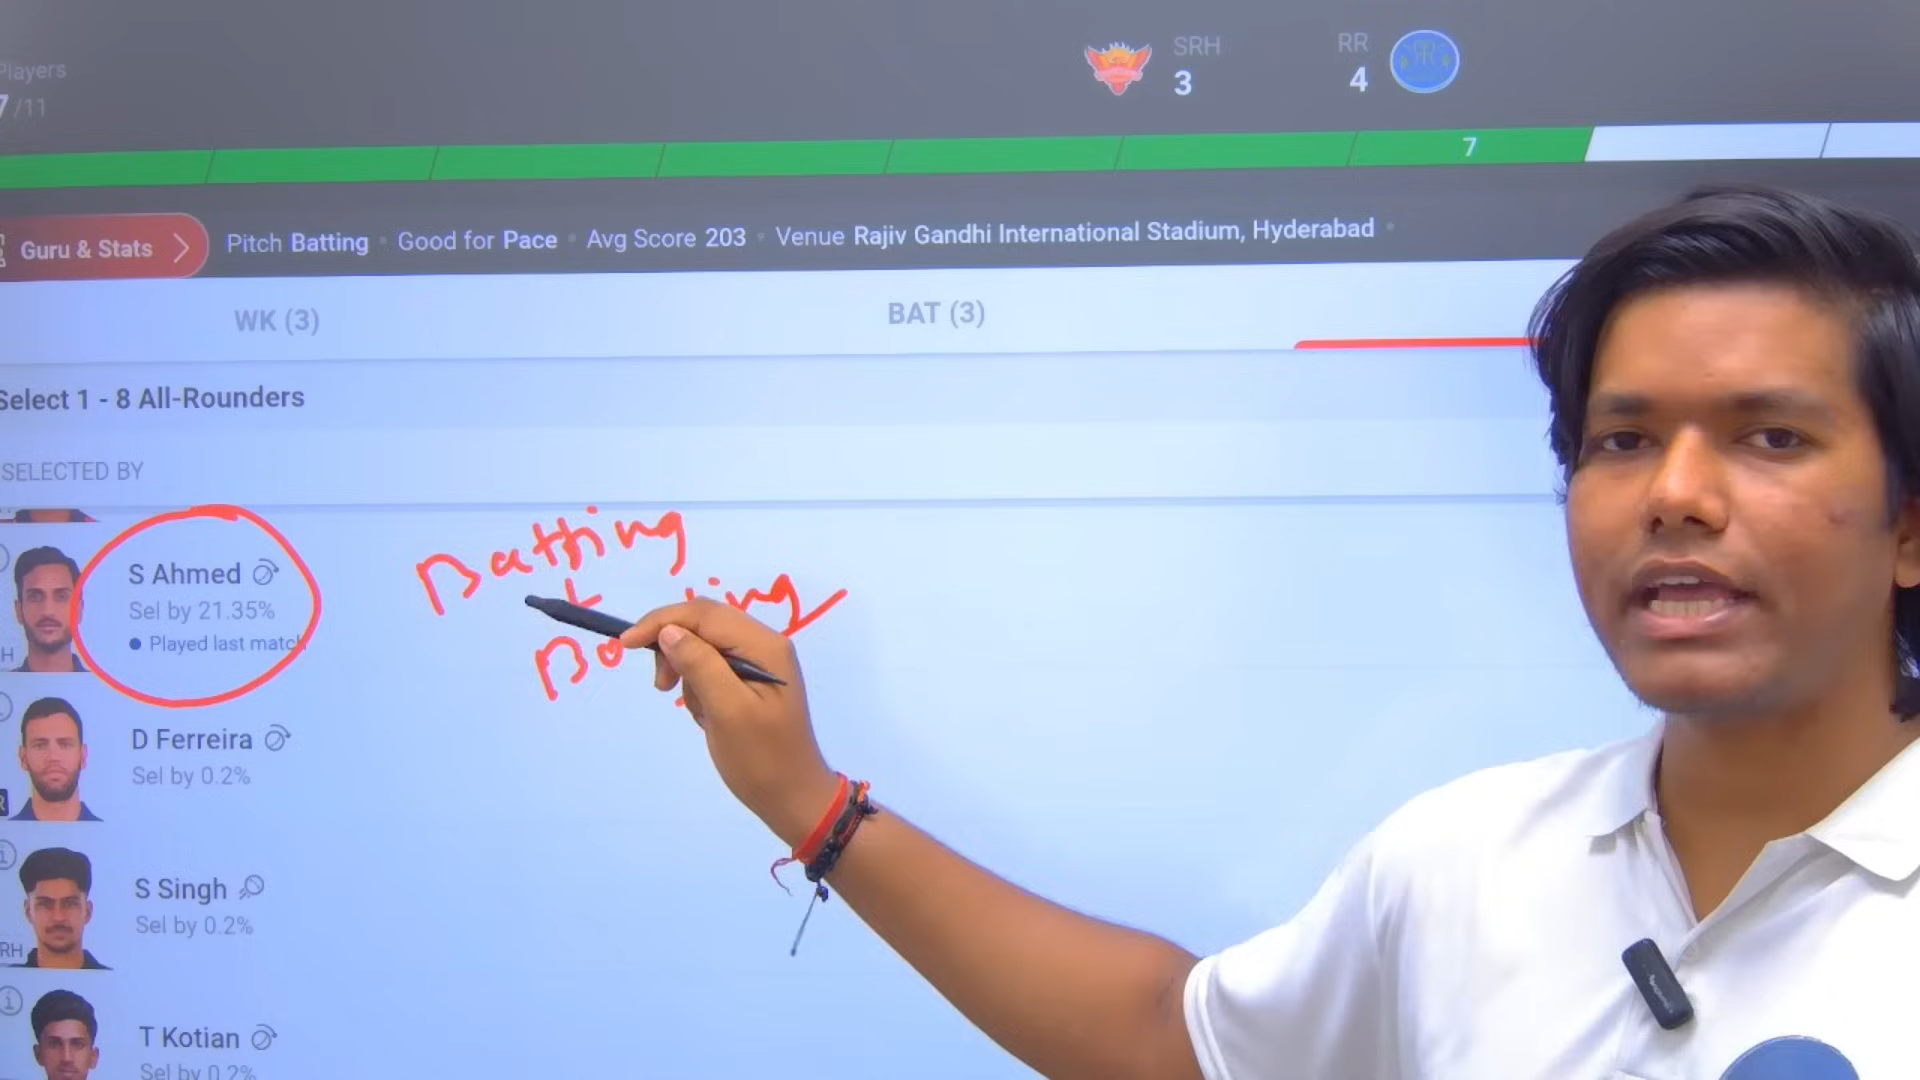 Players
7/11
SRH
3
RR
4
7
Guru & Stats
Pitch Batting • Good for Pace • Avg Score 203 • Venue Rajiv Gandhi International Stadium, Hyderabad
WK (3)
BAT (3)
Select 1 - 8 All-Rounders
SELECTED BY
S Ahmed
Sel by 21.35%
• Played last match
H
Batting
+
D Ferreira
Sel by 0.2%
R
S Singh
Sel by 0.2%
RH
T Kotian
Sel by 0.2%